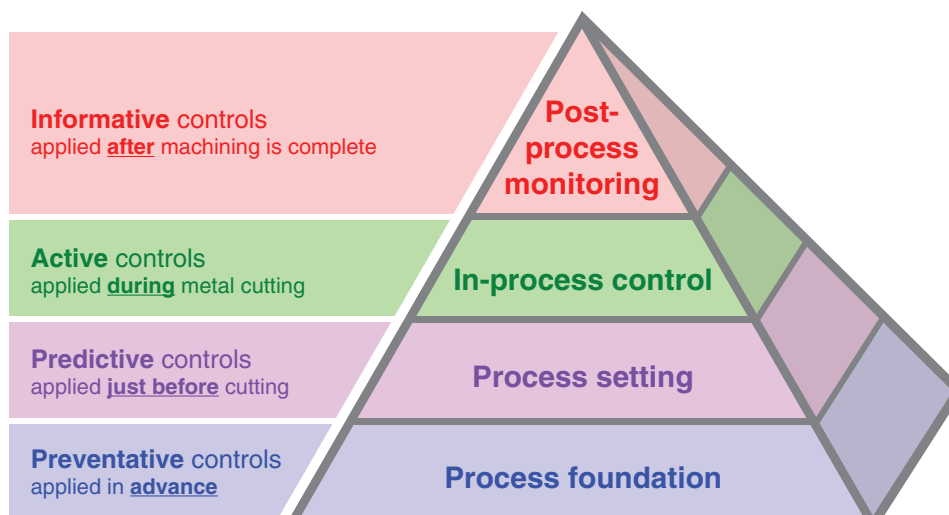 Informative controls
applied after machining is complete
Post-
process
monitoring
Active controls
applied during metal cutting
In-process control
Predictive controls
applied just before cutting
Process setting
Preventative controls
applied in advance
Process foundation